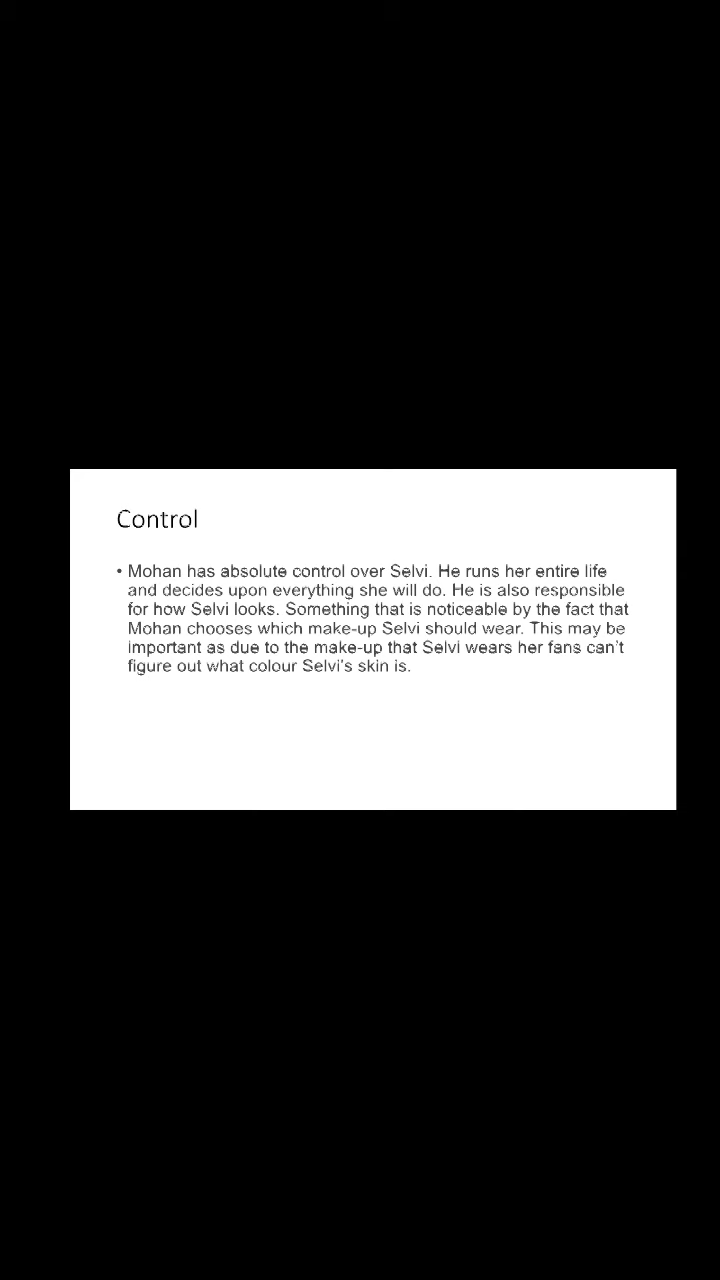 Control
• Mohan has absolute control over Selvi. He runs her entire life
and decides upon everything she will do. He is also responsible
for how Selvi looks. Something that is noticeable by the fact that
Mohan chooses which make-up Selvi should wear. This may be
important as due to the make-up that Selvi wears her fans can't
figure out what colour Selvi's skin is.